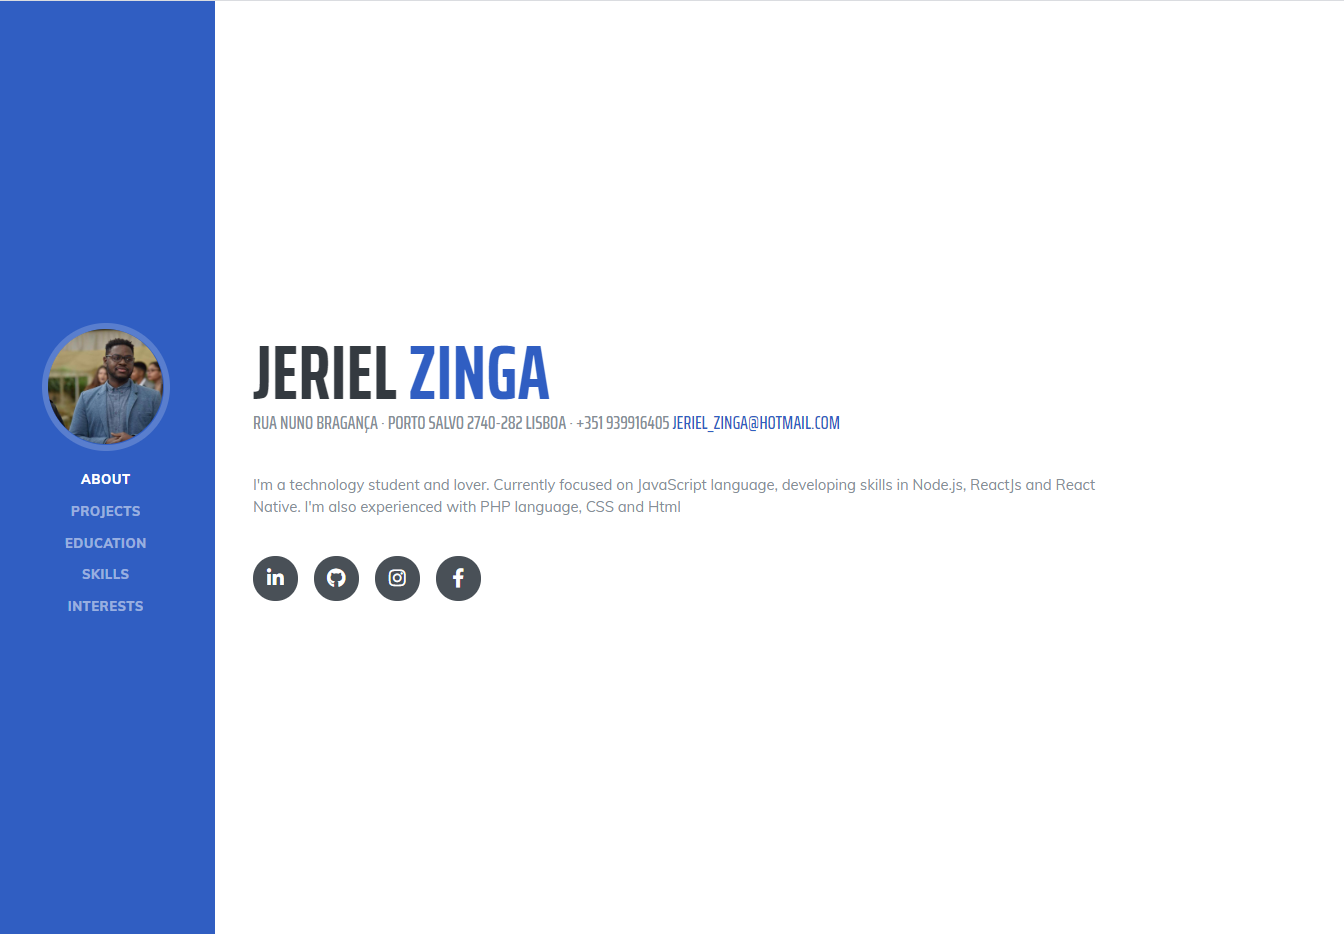 ABOUT
PROJECTS
EDUCATION
SKILLS
INTERESTS
JERIEL ZINGA
RUA NUNO BRAGANÇA · PORTO SALVO 2740-282 LISBOA · +351 939916405 JERIEL_ZINGA@HOTMAIL.COM
I'm a technology student and lover. Currently focused on JavaScript language, developing skills in Node.js, ReactJs and React
Native. I'm also experienced with PHP language, CSS and Html